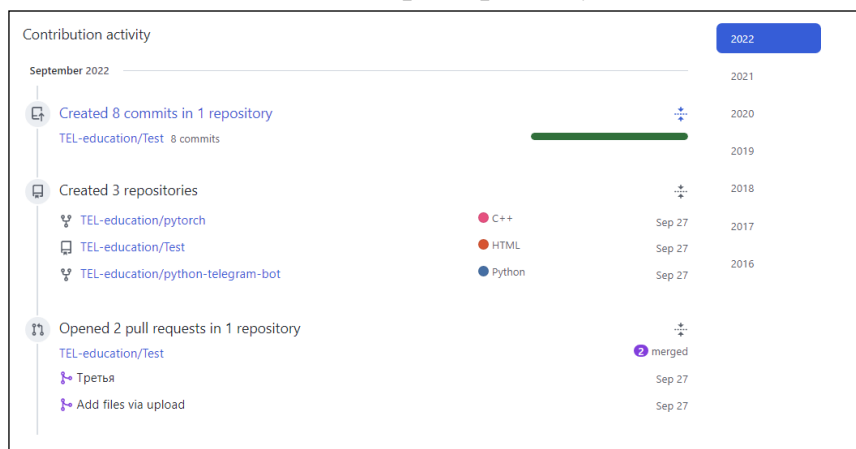 Contribution activity
2022
September 2022
2021
Created 8 commits in 1 repository
2020
TEL-education/Test 8 commits
2019
Created 3 repositories
2018
TEL-education/pytorch C++ Sep 27
2017
TEL-education/Test HTML Sep 27
2016
TEL-education/python-telegram-bot Python Sep 27
Opened 2 pull requests in 1 repository
TEL-education/Test 2 merged
Третья Sep 27
Add files via upload Sep 27